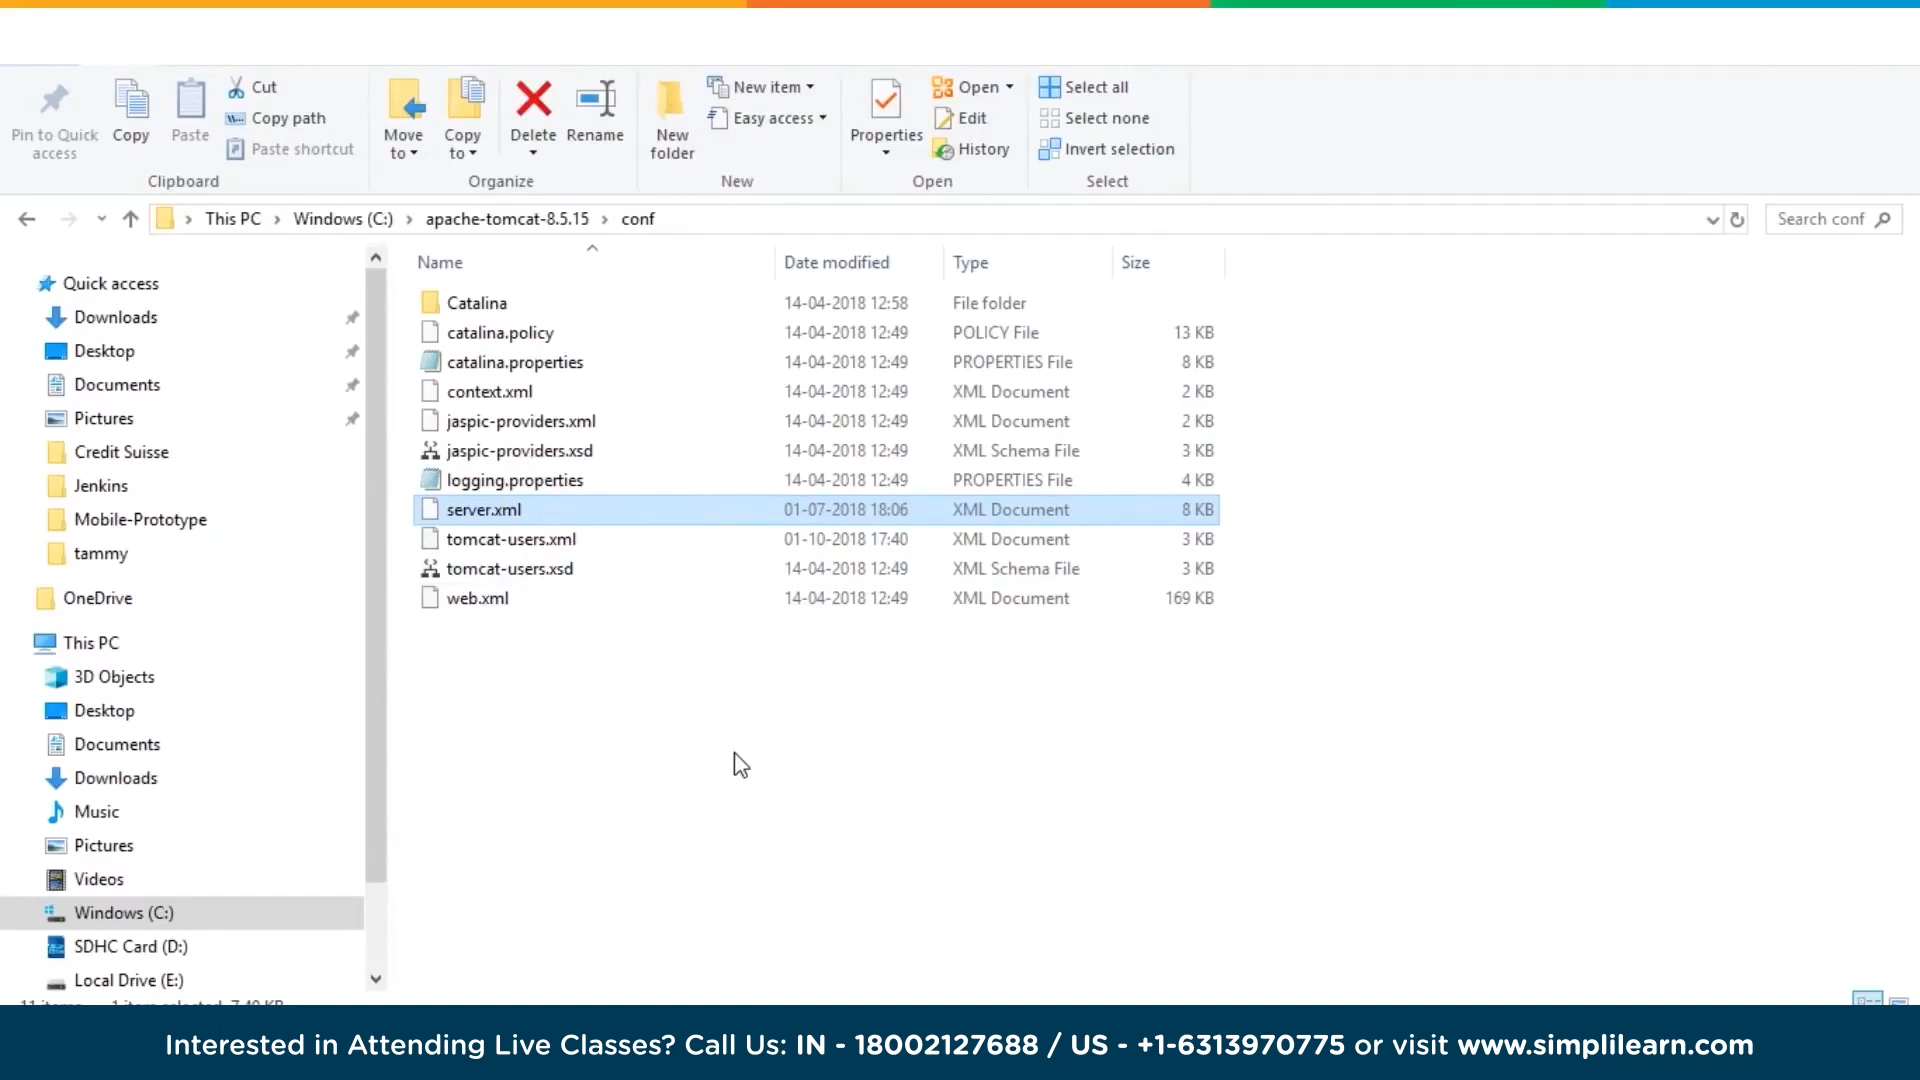 Pin to Quick access
Copy
Paste
Cut
Copy path
Paste shortcut
Clipboard
Move to
Copy to
Delete
Rename
Organize
New folder
New item
Easy access
New
Properties
Open
Edit
History
Open
Select all
Select none
Invert selection
Select
This PC > Windows (C:) > apache-tomcat-8.5.15 > conf
Search conf
Name Date modified Type Size
Quick access
Downloads
Desktop
Documents
Pictures
Credit Suisse
Jenkins
Mobile-Prototype
tammy
OneDrive
This PC
3D Objects
Desktop
Documents
Downloads
Music
Pictures
Videos
Windows (C:)
SDHC Card (D:)
Local Drive (E:)
Catalina 14-04-2018 12:58 File folder
catalina.policy 14-04-2018 12:49 POLICY File 13 KB
catalina.properties 14-04-2018 12:49 PROPERTIES File 8 KB
context.xml 14-04-2018 12:49 XML Document 2 KB
jaspic-providers.xml 14-04-2018 12:49 XML Document 2 KB
jaspic-providers.xsd 14-04-2018 12:49 XML Schema File 3 KB
logging.properties 14-04-2018 12:49 PROPERTIES File 4 KB
server.xml 01-07-2018 18:06 XML Document 8 KB
tomcat-users.xml 01-10-2018 17:40 XML Document 3 KB
tomcat-users.xsd 14-04-2018 12:49 XML Schema File 3 KB
web.xml 14-04-2018 12:49 XML Document 169 KB
11 items 1 item selected 7.49 KB
Interested in Attending Live Classes? Call Us: IN - 18002127688 / US - +1-6313970775 or visit www.simplilearn.com